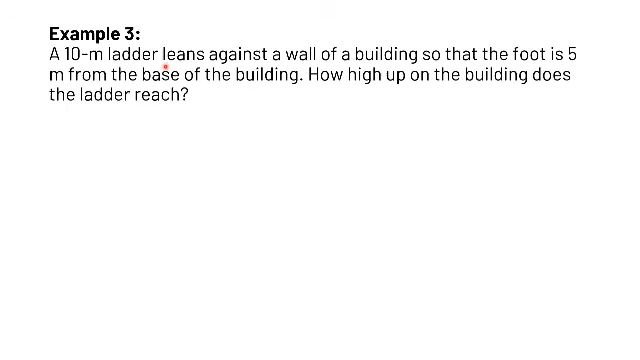 Example 3:
A 10-m ladder leans against a wall of a building so that the foot is 5
m from the base of the building. How high up on the building does
the ladder reach?